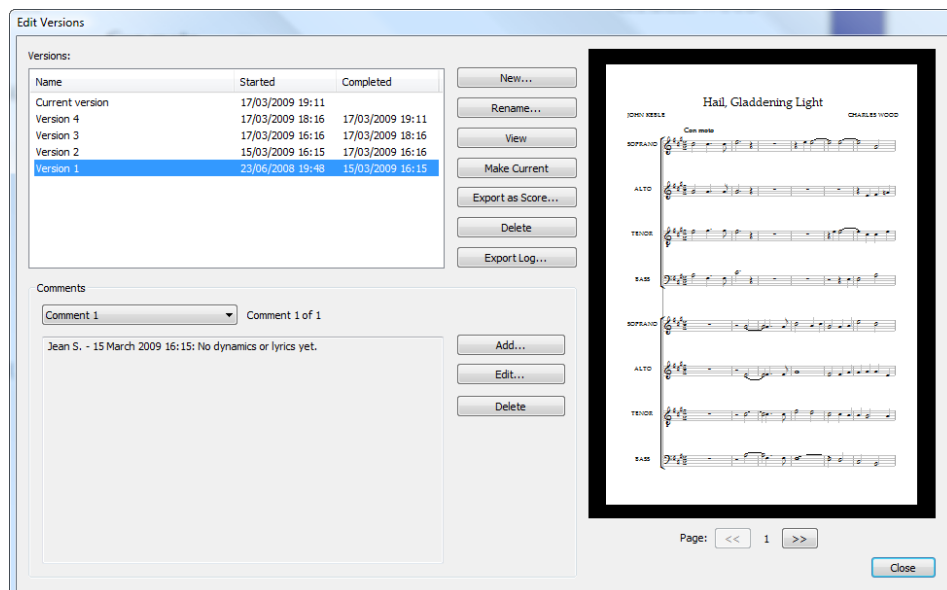 Edit Versions
Versions:
Name Started Completed
Current version 17/03/2009 19:11
Version 4 17/03/2009 18:16 17/03/2009 19:11
Version 3 17/03/2009 16:16 17/03/2009 18:16
Version 2 15/03/2009 16:15 17/03/2009 16:16
Version 1 23/06/2008 19:48 15/03/2009 16:15
New...
Rename...
View
Make Current
Export as Score...
Delete
Export Log...
Comments
Comment 1 Comment 1 of 1
Jean S. - 15 March 2009 16:15: No dynamics or lyrics yet.
Add...
Edit...
Delete
Hail, Gladdening Light
JOHN KEBLE CHARLES WOOD
Con moto
SOPRANO
ALTO
TENOR
BASS
SOPRANO
ALTO
TENOR
BASS
Page: << 1 >>
Close